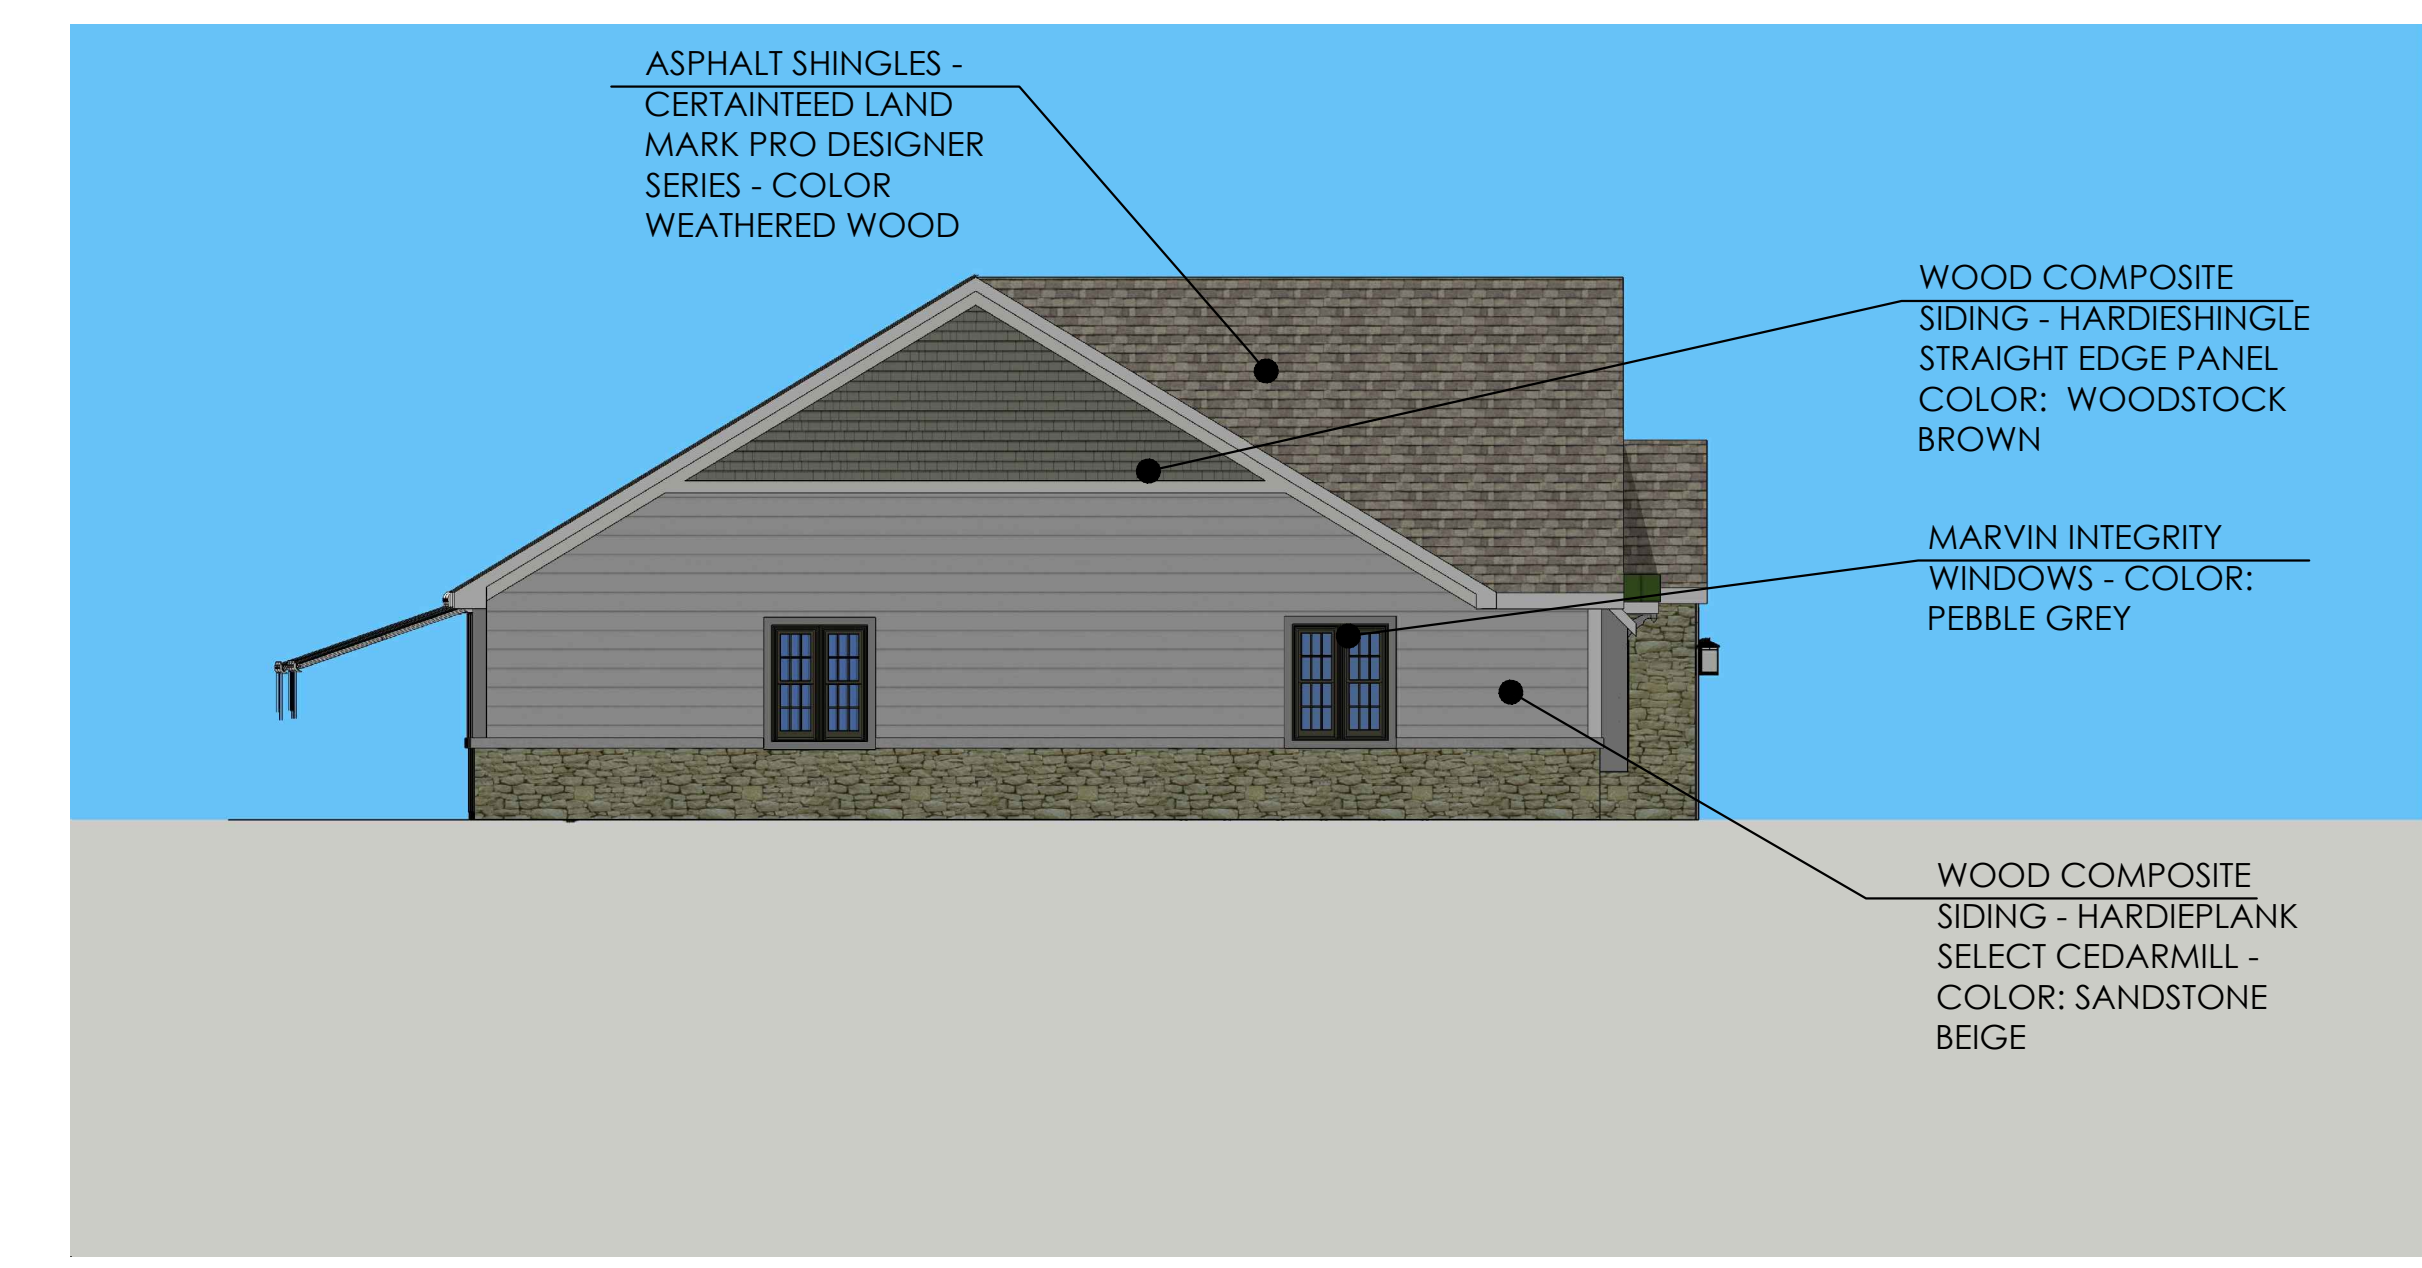 ASPHALT SHINGLES -
CERTAINTEED LAND
MARK PRO DESIGNER
SERIES - COLOR
WEATHERED WOOD
WOOD COMPOSITE
SIDING - HARDIESHINGLE
STRAIGHT EDGE PANEL
COLOR: WOODSTOCK
BROWN
MARVIN INTEGRITY
WINDOWS - COLOR:
PEBBLE GREY
WOOD COMPOSITE
SIDING - HARDIEPLANK
SELECT CEDARMILL -
COLOR: SANDSTONE
BEIGE